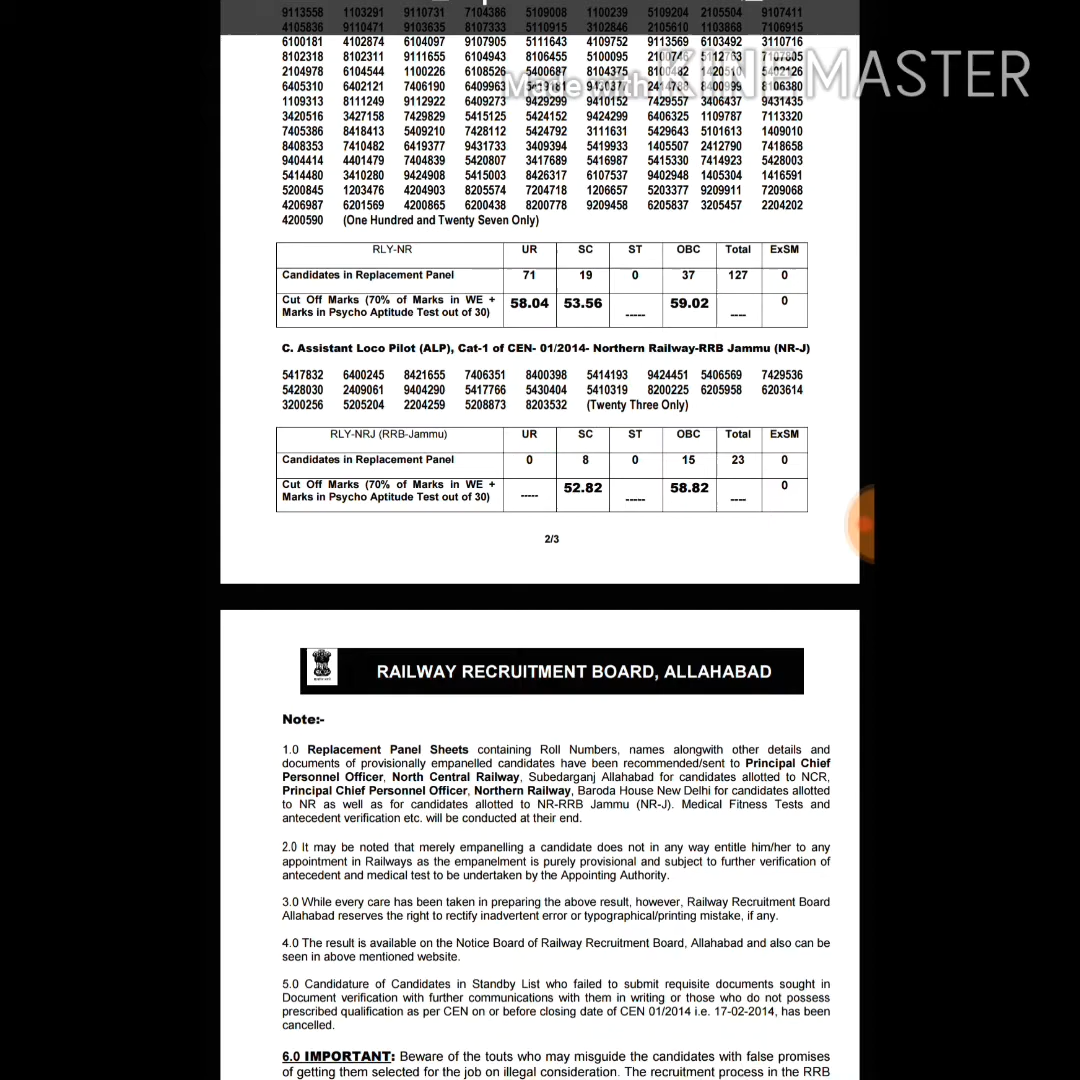 9113558 1103291 9110731 7104386 5109008 1100239 5109204 2105504 9107411
4105836 9110471 9103635 8107333 5110915 3102846 2105610 1103868 7106915
6100181 4102874 6104097 9107905 5111643 4109752 9113569 6103492 3110716
8102318 8102311 9111655 6104943 8106455 5100095
2104978 6104544 1100226 6108526 5400687 8104375
Made with KINEMASTER
6405310 6402121 7406190 6409963 8106380
1109313 8111249 9112922 6409273 9429299 9410152 7429557 3406437 9431435
3420516 3427158 7429829 5415125 5424152 9424299 6406325 1109787 7113320
7405386 8418413 5409210 7428112 5424792 3111631 5429643 5101613 1409010
8408353 7410482 6419377 9431733 3409394 5419933 1405507 2412790 7418658
9404414 4401479 7404839 5420807 3417689 5416987 5415330 7414923 5428003
5414480 3410280 9424908 5415003 8426317 6107537 9402948 1405304 1416591
5200845 1203476 4204903 8205574 7204718 1206657 5203377 9209911 7209068
4206987 6201569 4200865 6200438 8200778 9209458 6205837 3205457 2204202
4200590 (One Hundred and Twenty Seven Only)
RLY-NR UR SC ST OBC Total ExSM
Candidates in Replacement Panel 71 19 0 37 127 0
Cut Off Marks (70% of Marks in WE + Marks in Psycho Aptitude Test out of 30) 58.04 53.56 ----- 59.02 ---- 0
C. Assistant Loco Pilot (ALP), Cat-1 of CEN- 01/2014- Northern Railway-RRB Jammu (NR-J)
5417832 6400245 8421655 7406351 8400398 5414193 9424451 5406569 7429536
5428030 2409061 9404290 5417766 5430404 5410319 8200225 6205958 6203614
3200256 5205204 2204259 5208873 8203532 (Twenty Three Only)
RLY-NRJ (RRB-Jammu) UR SC ST OBC Total ExSM
Candidates in Replacement Panel 0 8 0 15 23 0
Cut Off Marks (70% of Marks in WE + Marks in Psycho Aptitude Test out of 30) ----- 52.82 ----- 58.82 ---- 0
2/3
RAILWAY RECRUITMENT BOARD, ALLAHABAD
Note:-
1.0 Replacement Panel Sheets containing Roll Numbers, names alongwith other details and
documents of provisionally empanelled candidates have been recommended/sent to Principal Chief
Personnel Officer, North Central Railway, Subedarganj Allahabad for candidates allotted to NCR,
Principal Chief Personnel Officer, Northern Railway, Baroda House New Delhi for candidates allotted
to NR as well as for candidates allotted to NR-RRB Jammu (NR-J). Medical Fitness Tests and
antecedent verification etc. will be conducted at their end.
2.0 It may be noted that merely empanelling a candidate does not in any way entitle him/her to any
appointment in Railways as the empanelment is purely provisional and subject to further verification of
antecedent and medical test to be undertaken by the Appointing Authority.
3.0 While every care has been taken in preparing the above result, however, Railway Recruitment Board
Allahabad reserves the right to rectify inadvertent error or typographical/printing mistake, if any.
4.0 The result is available on the Notice Board of Railway Recruitment Board, Allahabad and also can be
seen in above mentioned website.
5.0 Candidature of Candidates in Standby List who failed to submit requisite documents sought in
Document verification with further communications with them in writing or those who do not possess
prescribed qualification as per CEN on or before closing date of CEN 01/2014 i.e. 17-02-2014, has been
cancelled.
6.0 IMPORTANT: Beware of the touts who may misguide the candidates with false promises
of getting them selected for the job on illegal consideration. The recruitment process in the RRB